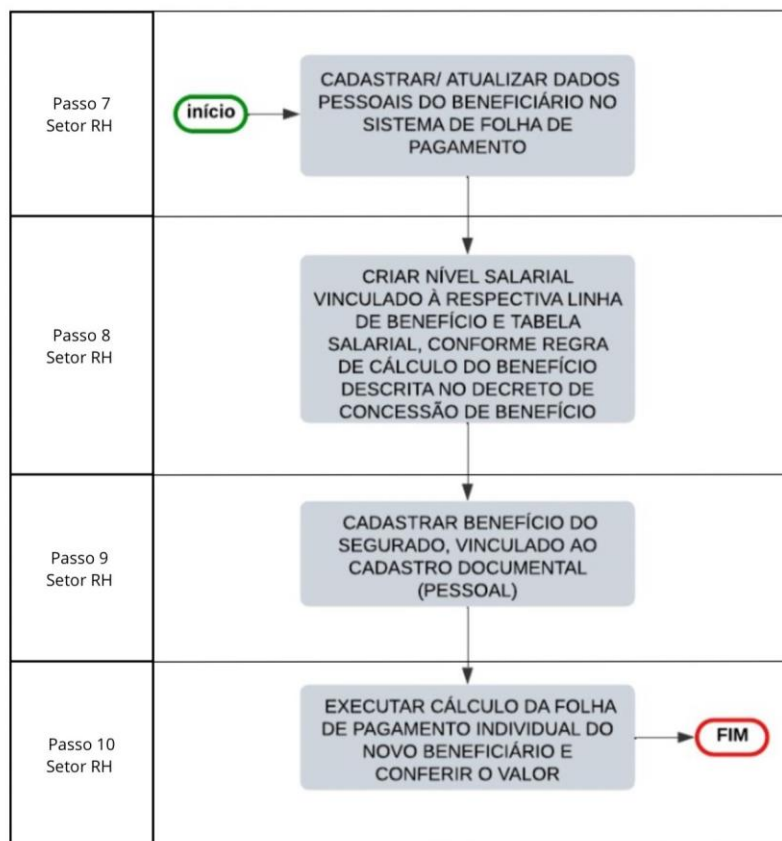 Passo 7
Setor RH
início
CADASTRAR/ ATUALIZAR DADOS
PESSOAIS DO BENEFICIÁRIO NO
SISTEMA DE FOLHA DE
PAGAMENTO
Passo 8
Setor RH
CRIAR NÍVEL SALARIAL
VINCULADO À RESPECTIVA LINHA
DE BENEFÍCIO E TABELA
SALARIAL, CONFORME REGRA
DE CÁLCULO DO BENEFÍCIO
DESCRITA NO DECRETO DE
CONCESSÃO DE BENEFÍCIO
Passo 9
Setor RH
CADASTRAR BENEFÍCIO DO
SEGURADO, VINCULADO AO
CADASTRO DOCUMENTAL
(PESSOAL)
Passo 10
Setor RH
EXECUTAR CÁLCULO DA FOLHA
DE PAGAMENTO INDIVIDUAL DO
NOVO BENEFICIÁRIO E
CONFERIR O VALOR
FIM